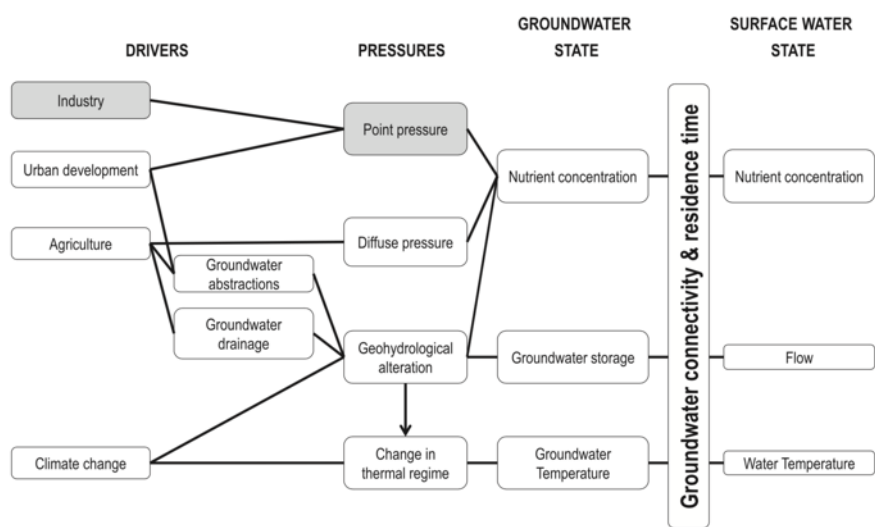 DRIVERS
PRESSURES
GROUNDWATER
STATE
SURFACE WATER
STATE
Industry
Urban development
Agriculture
Groundwater
abstractions
Groundwater
drainage
Climate change
Point pressure
Diffuse pressure
Geohydrological
alteration
Change in
thermal regime
Nutrient concentration
Groundwater storage
Groundwater
Temperature
Groundwater connectivity & residence time
Nutrient concentration
Flow
Water Temperature